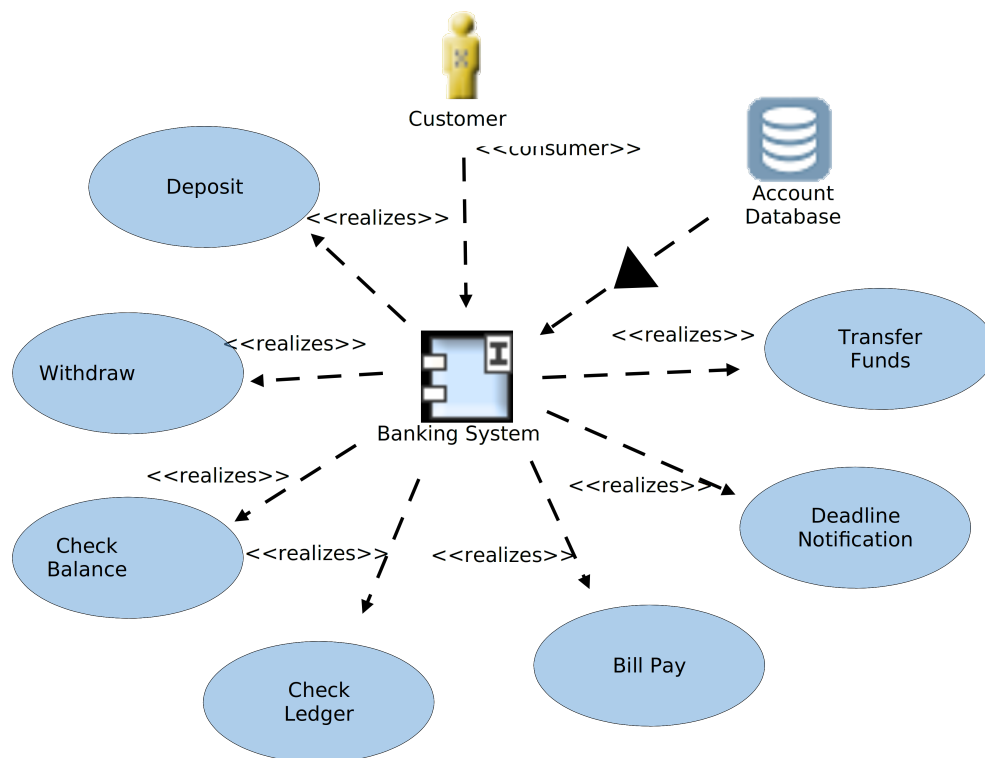 Customer
<<consumer>>
Account
Database
Deposit
<<realizes>>
<<realizes>>
Withdraw
<<realizes>>
Transfer
Funds
I
Banking System
<<realizes>>
<<realizes>>
Check
Balance
<<realizes>>
<<realizes>>
Deadline
Notification
Check
Ledger
Bill Pay